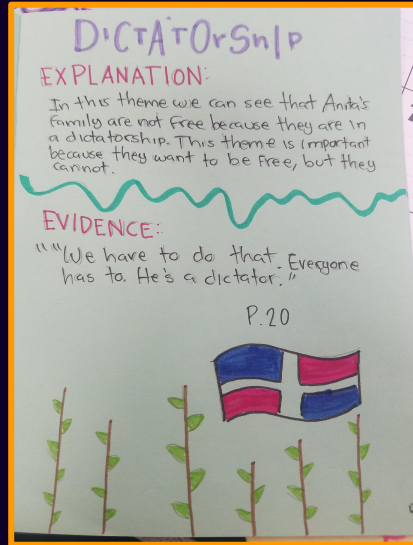 DICTATOrShIP
EXPLANATION:
In this theme we can see that Anita's
Family are not Free because they are in
a dictatorship. This theme is important
because they want to be Free, but they
cannot.
EVIDENCE:
""We have to do that. Everyone
has to. He's a dictator."
P.20